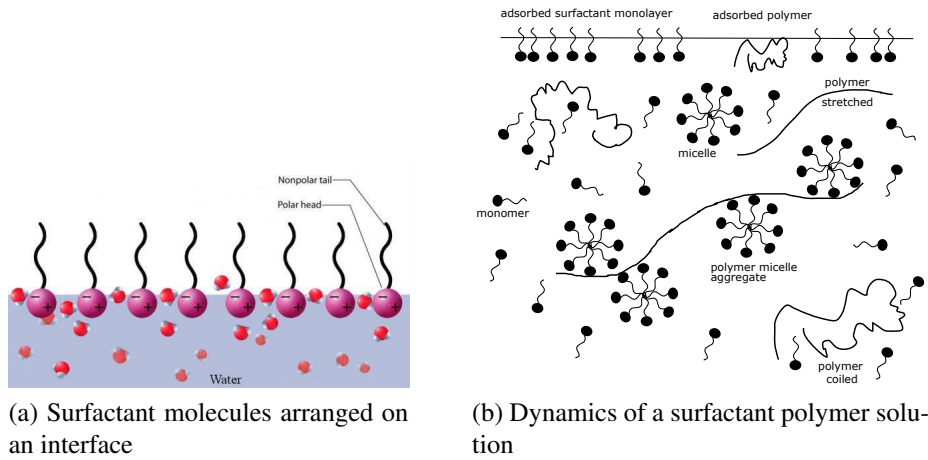 adsorbed surfactant monolayer
adsorbed polymer
polymer
stretched
micelle
Nonpolar tail
Polar head
monomer
polymer micelle
aggregate
− + − + − + − + − + − + − + − +
Water
polymer
coiled
(a) Surfactant molecules arranged on
an interface
(b) Dynamics of a surfactant polymer solu-
tion